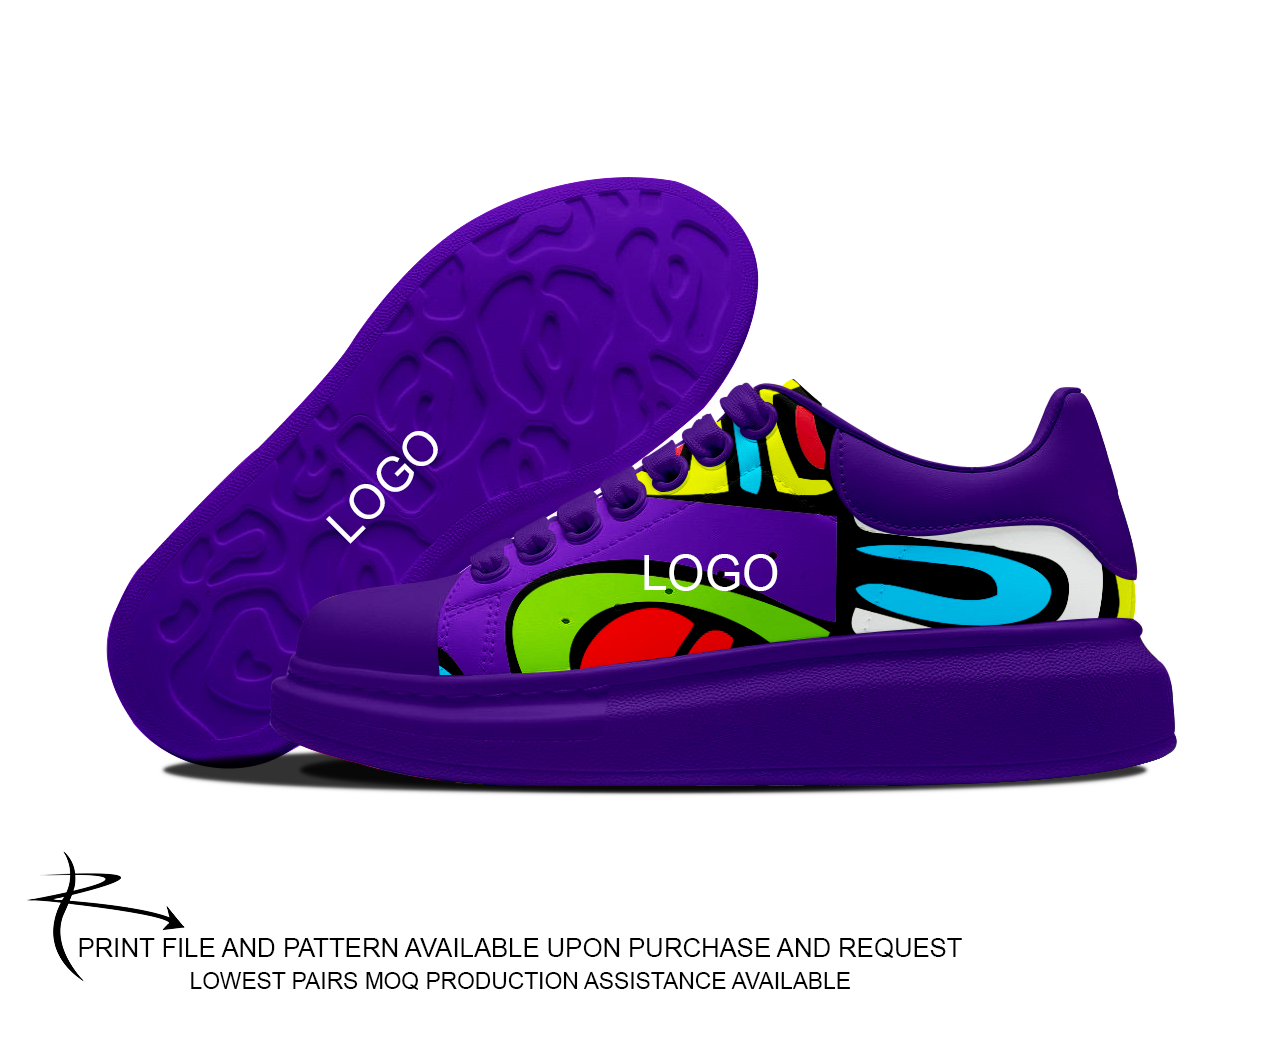 LOGO
LOGO
PRINT FILE AND PATTERN AVAILABLE UPON PURCHASE AND REQUEST
LOWEST PAIRS MOQ PRODUCTION ASSISTANCE AVAILABLE